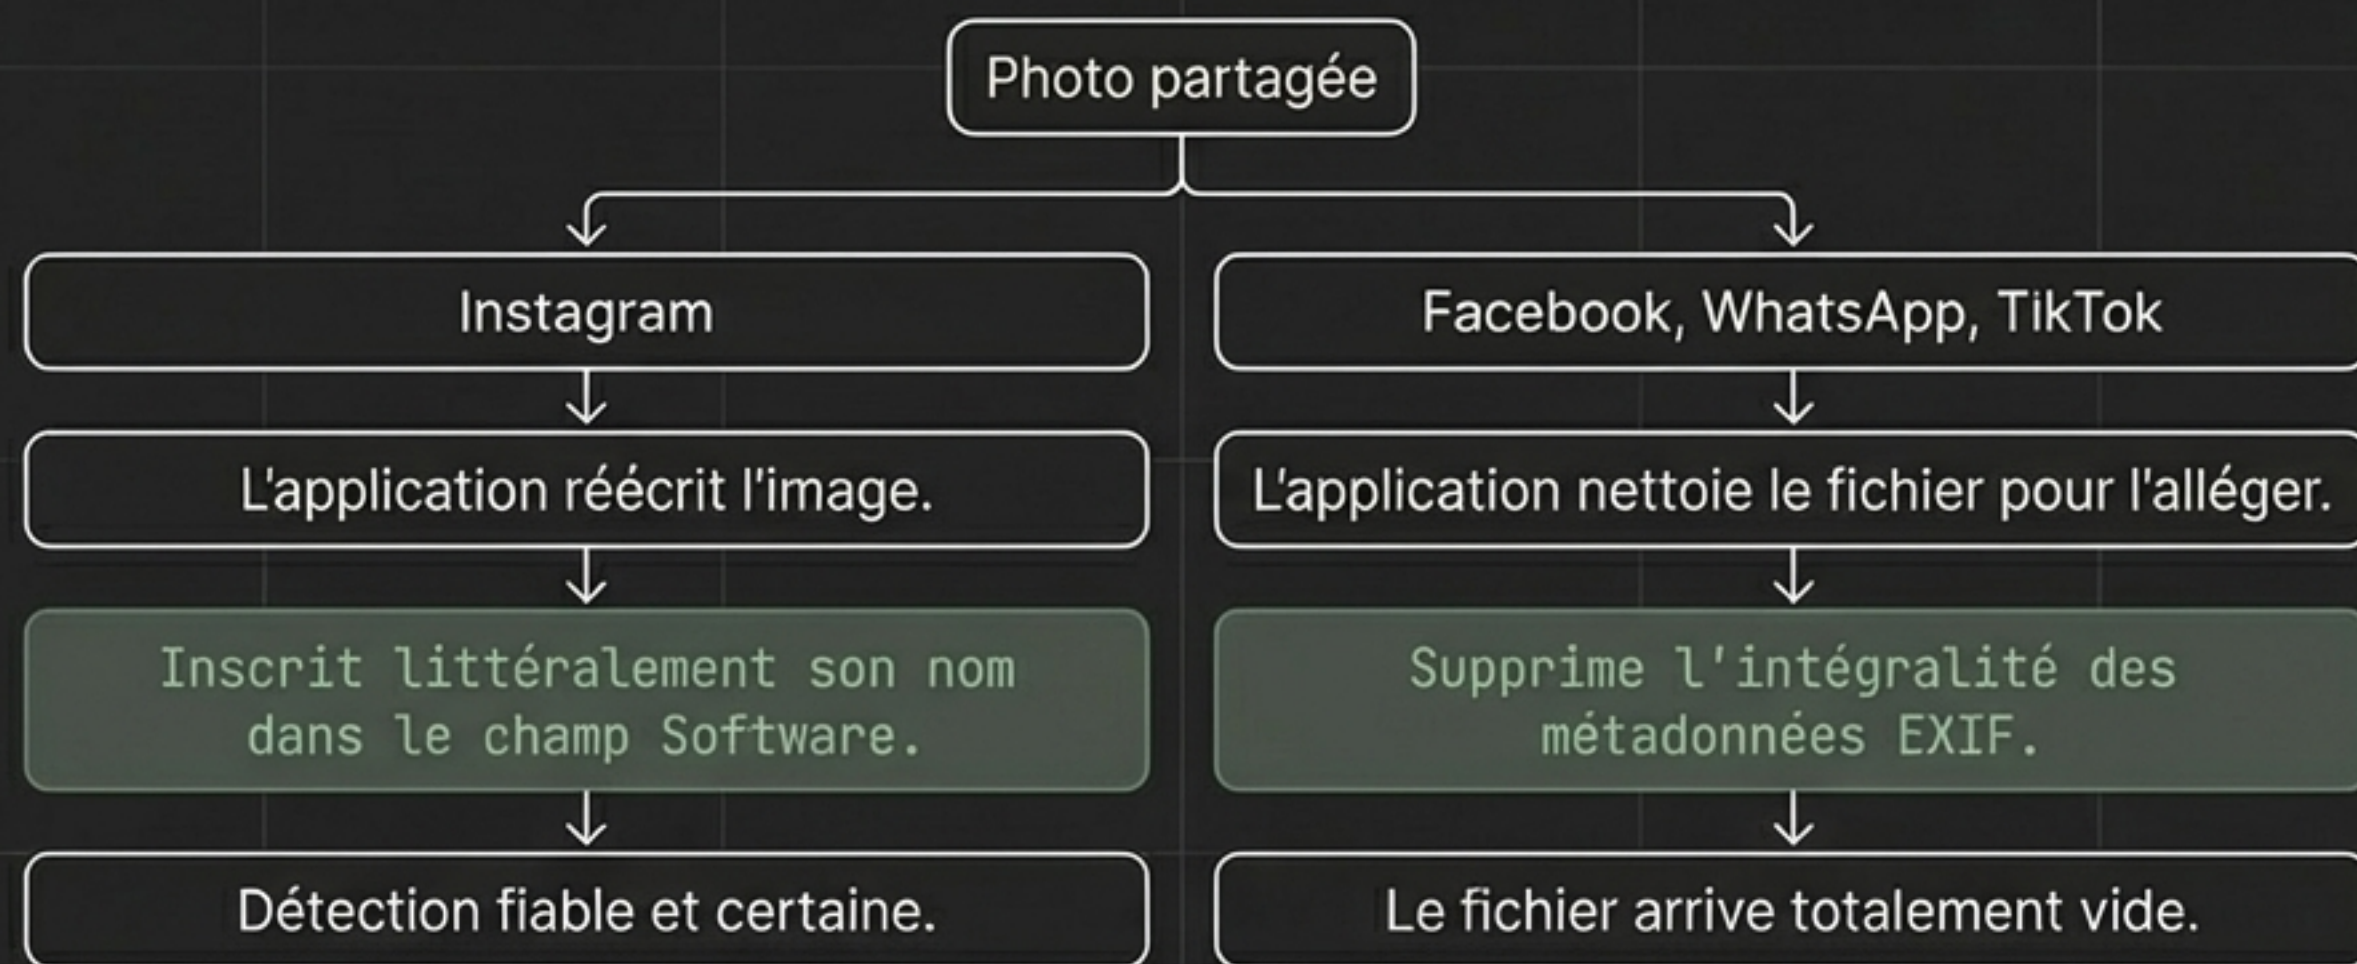 Photo partagée
Instagram
Facebook, WhatsApp, TikTok
L'application réécrit l'image.
L'application nettoie le fichier pour l'alléger.
Inscrit littéralement son nom
dans le champ Software.
Supprime l'intégralité des
métadonnées EXIF.
Détection fiable et certaine.
Le fichier arrive totalement vide.